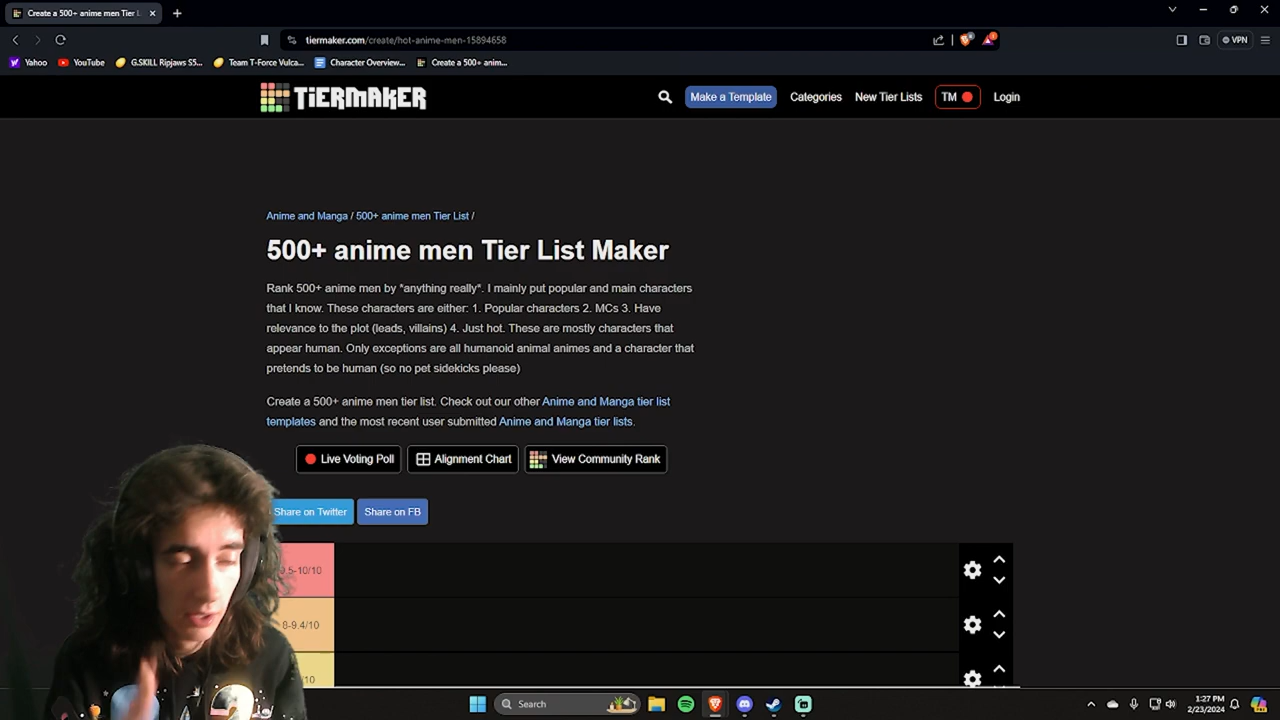 Create a 500+ anime men Tier L
tiermaker.com/create/hot-anime-men-15894658
VPN
Yahoo
YouTube
G.SKILL Ripjaws S5...
Team T-Force Vulca...
Character Overview...
Create a 500+ anim...
TiERMAKER
Make a Template
Categories
New Tier Lists
TM
Login
Anime and Manga / 500+ anime men Tier List /
500+ anime men Tier List Maker
Rank 500+ anime men by *anything really*. I mainly put popular and main characters
that I know. These characters are either: 1. Popular characters 2. MCs 3. Have
relevance to the plot (leads, villains) 4. Just hot. These are mostly characters that
appear human. Only exceptions are all humanoid animal animes and a character that
pretends to be human (so no pet sidekicks please)
Create a 500+ anime men tier list. Check out our other Anime and Manga tier list
templates and the most recent user submitted Anime and Manga tier lists.
Live Voting Poll
Alignment Chart
View Community Rank
Share on Twitter
Share on FB
.5-10/10
8-9.4/10
/10
Search
1:27 PM
2/23/2024